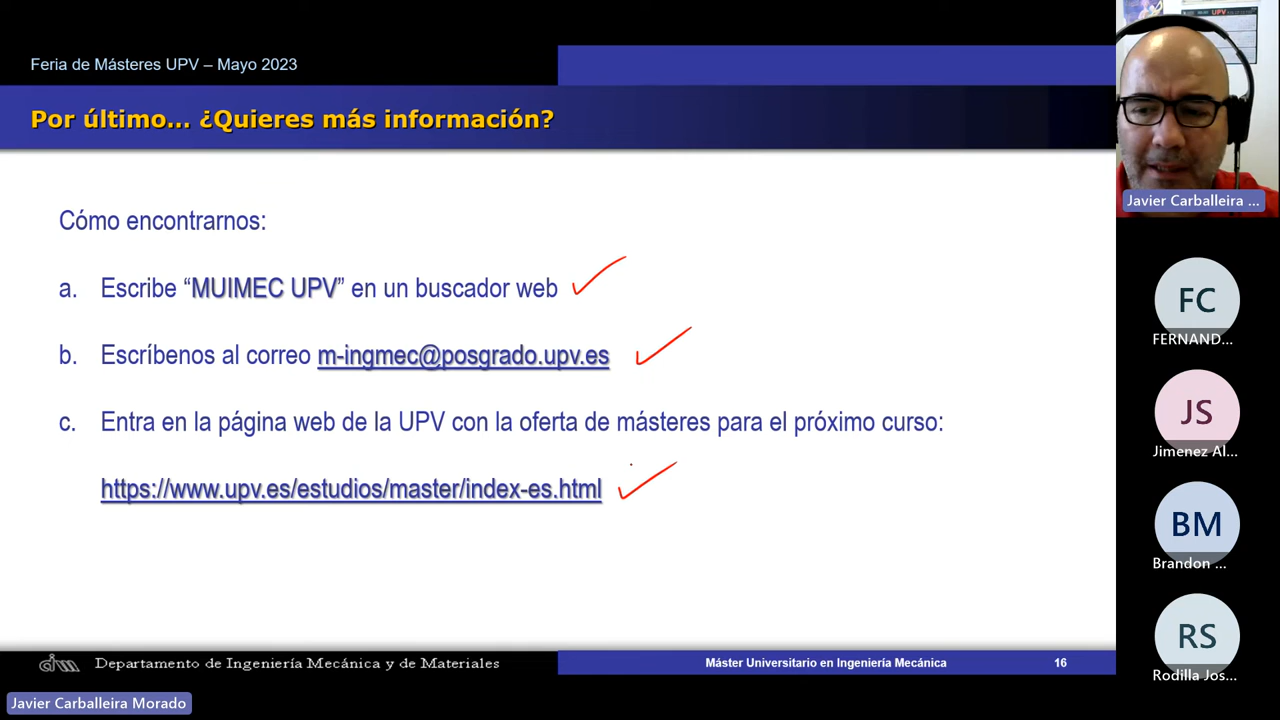 Feria de Másteres UPV – Mayo 2023
Por último... ¿Quieres más información?
Cómo encontrarnos:
a. Escribe “MUIMEC UPV” en un buscador web
b. Escríbenos al correo m-ingmec@posgrado.upv.es
c. Entra en la página web de la UPV con la oferta de másteres para el próximo curso:
https://www.upv.es/estudios/master/index-es.html
Departamento de Ingeniería Mecánica y de Materiales
Máster Universitario en Ingeniería Mecánica
16
Javier Carballeira Morado
UPV
Javier Carballeira ...
FC
FERNAND...
JS
Jimenez Al...
BM
Brandon ...
RS
Rodilla Jos...